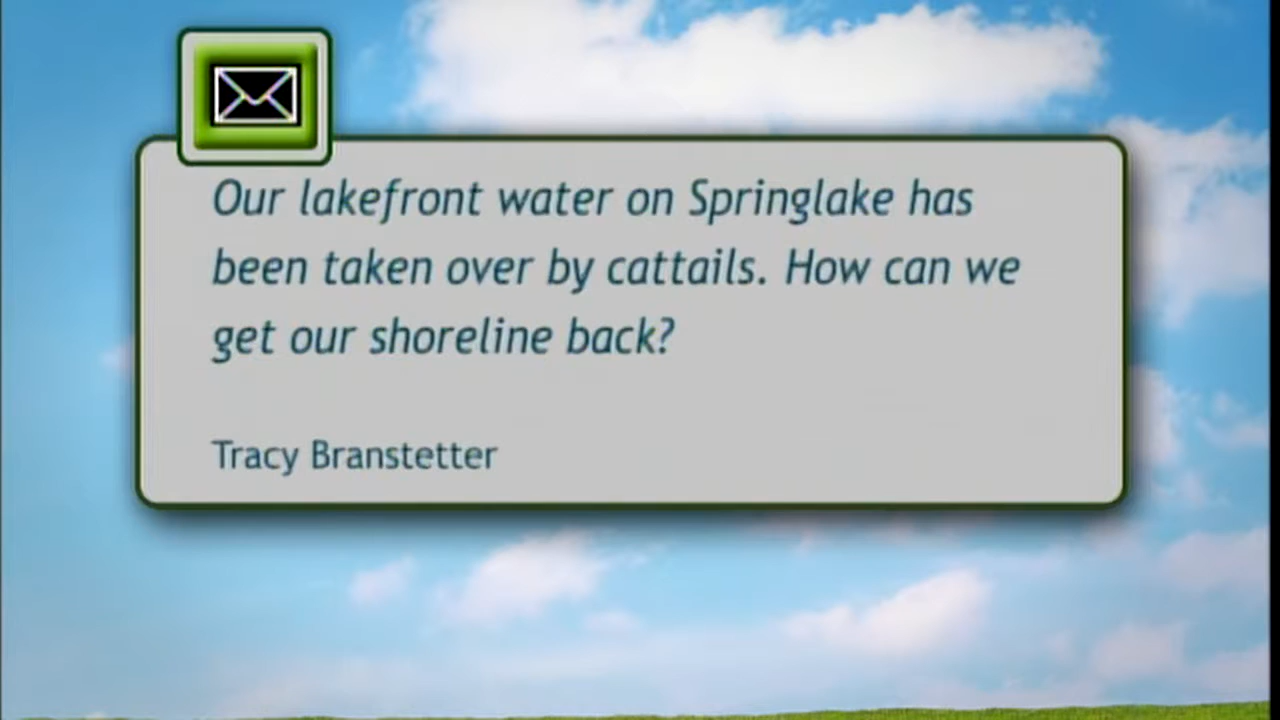 Our lakefront water on Springlake has
been taken over by cattails. How can we
get our shoreline back?
Tracy Branstetter